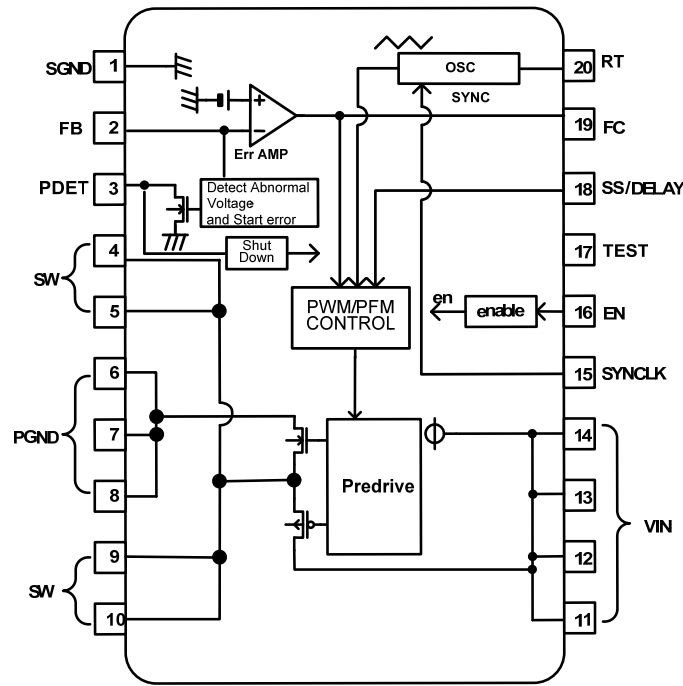 SGND 1
FB 2
PDET 3
4
SW
5
6
PGND 7
8
9
SW
10
+
−
Err AMP
Detect Abnormal
Voltage
and Start error
Shut
Down
OSC
SYNC
PWM/PFM
CONTROL
en
enable
Predrive
20 RT
19 FC
18 SS/DELAY
17 TEST
16 EN
15 SYNCLK
14
13
VIN
12
11